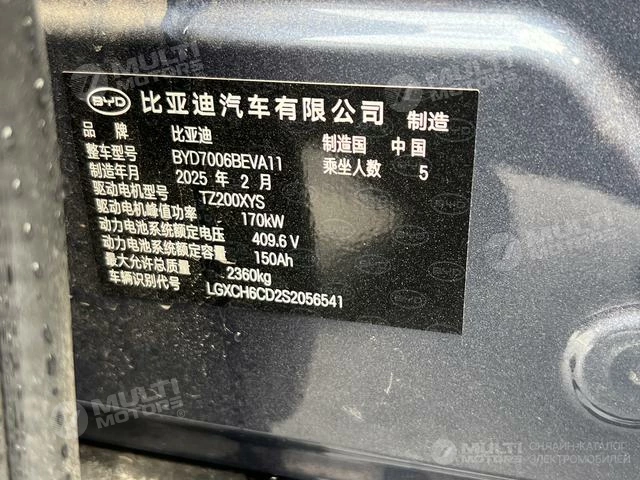 BYD 比亚迪汽车有限公司 制造
品牌 比亚迪 制造国 中国
整车型号 BYD7006BEVA11 乘坐人数 5
制造年月 2025 年 2 月
驱动电机型号 TZ200XYS
驱动电机峰值功率 170kW
动力电池系统额定电压 409.6 V
动力电池系统额定容量 150Ah
最大允许总质量 2360kg
车辆识别代号 LGXCH6CD2S2056541
MULTI MOTORS
MULTI MOTORS
MULTI MOTORS
MULTI MOTORS
MULTI MOTORS ОНЛАЙН-КАТАЛОГ ЭЛЕКТРОМОБИЛЕЙ